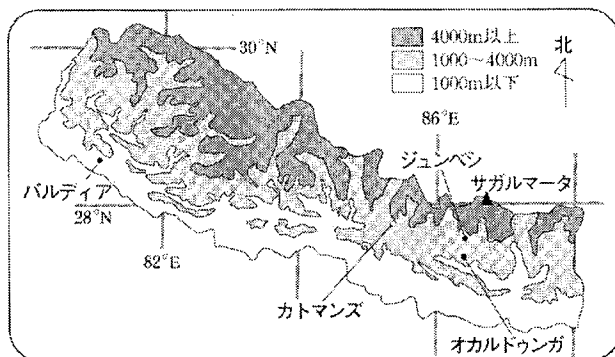 4000m以上
1000~4000m
1000m以下
北
30°N
86°E
ジュンベシ
サガルマータ
バルディア
28°N
82°E
カトマンズ
オカルドゥンガ